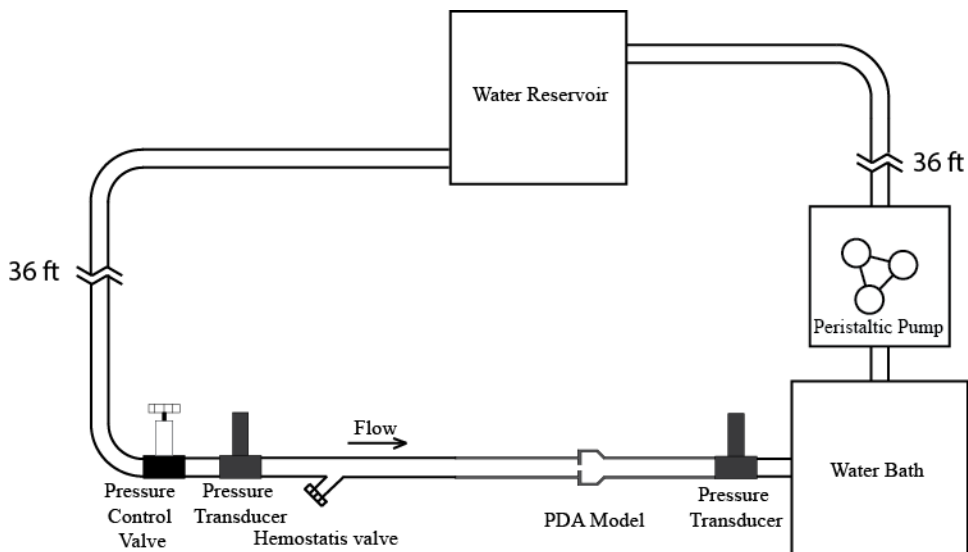 Water Reservoir
36 ft
36 ft
Peristaltic Pump
Flow
Water Bath
Pressure
Control
Valve
Pressure
Transducer
Hemostatis valve
PDA Model
Pressure
Transducer